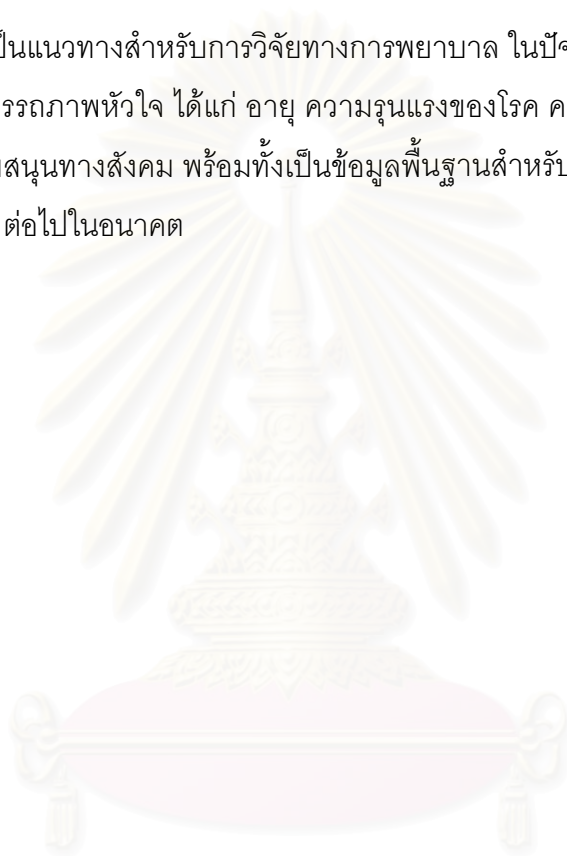 ป็นแนวทางสำหรับการวิจัยทางการพยาบาล ในปัจ
รรถภาพหัวใจ ได้แก่ อายุ ความรุนแรงของโรค ค
สนุนทางสังคม พร้อมทั้งเป็นข้อมูลพื้นฐานสำหรับ
ต่อไปในอนาคต